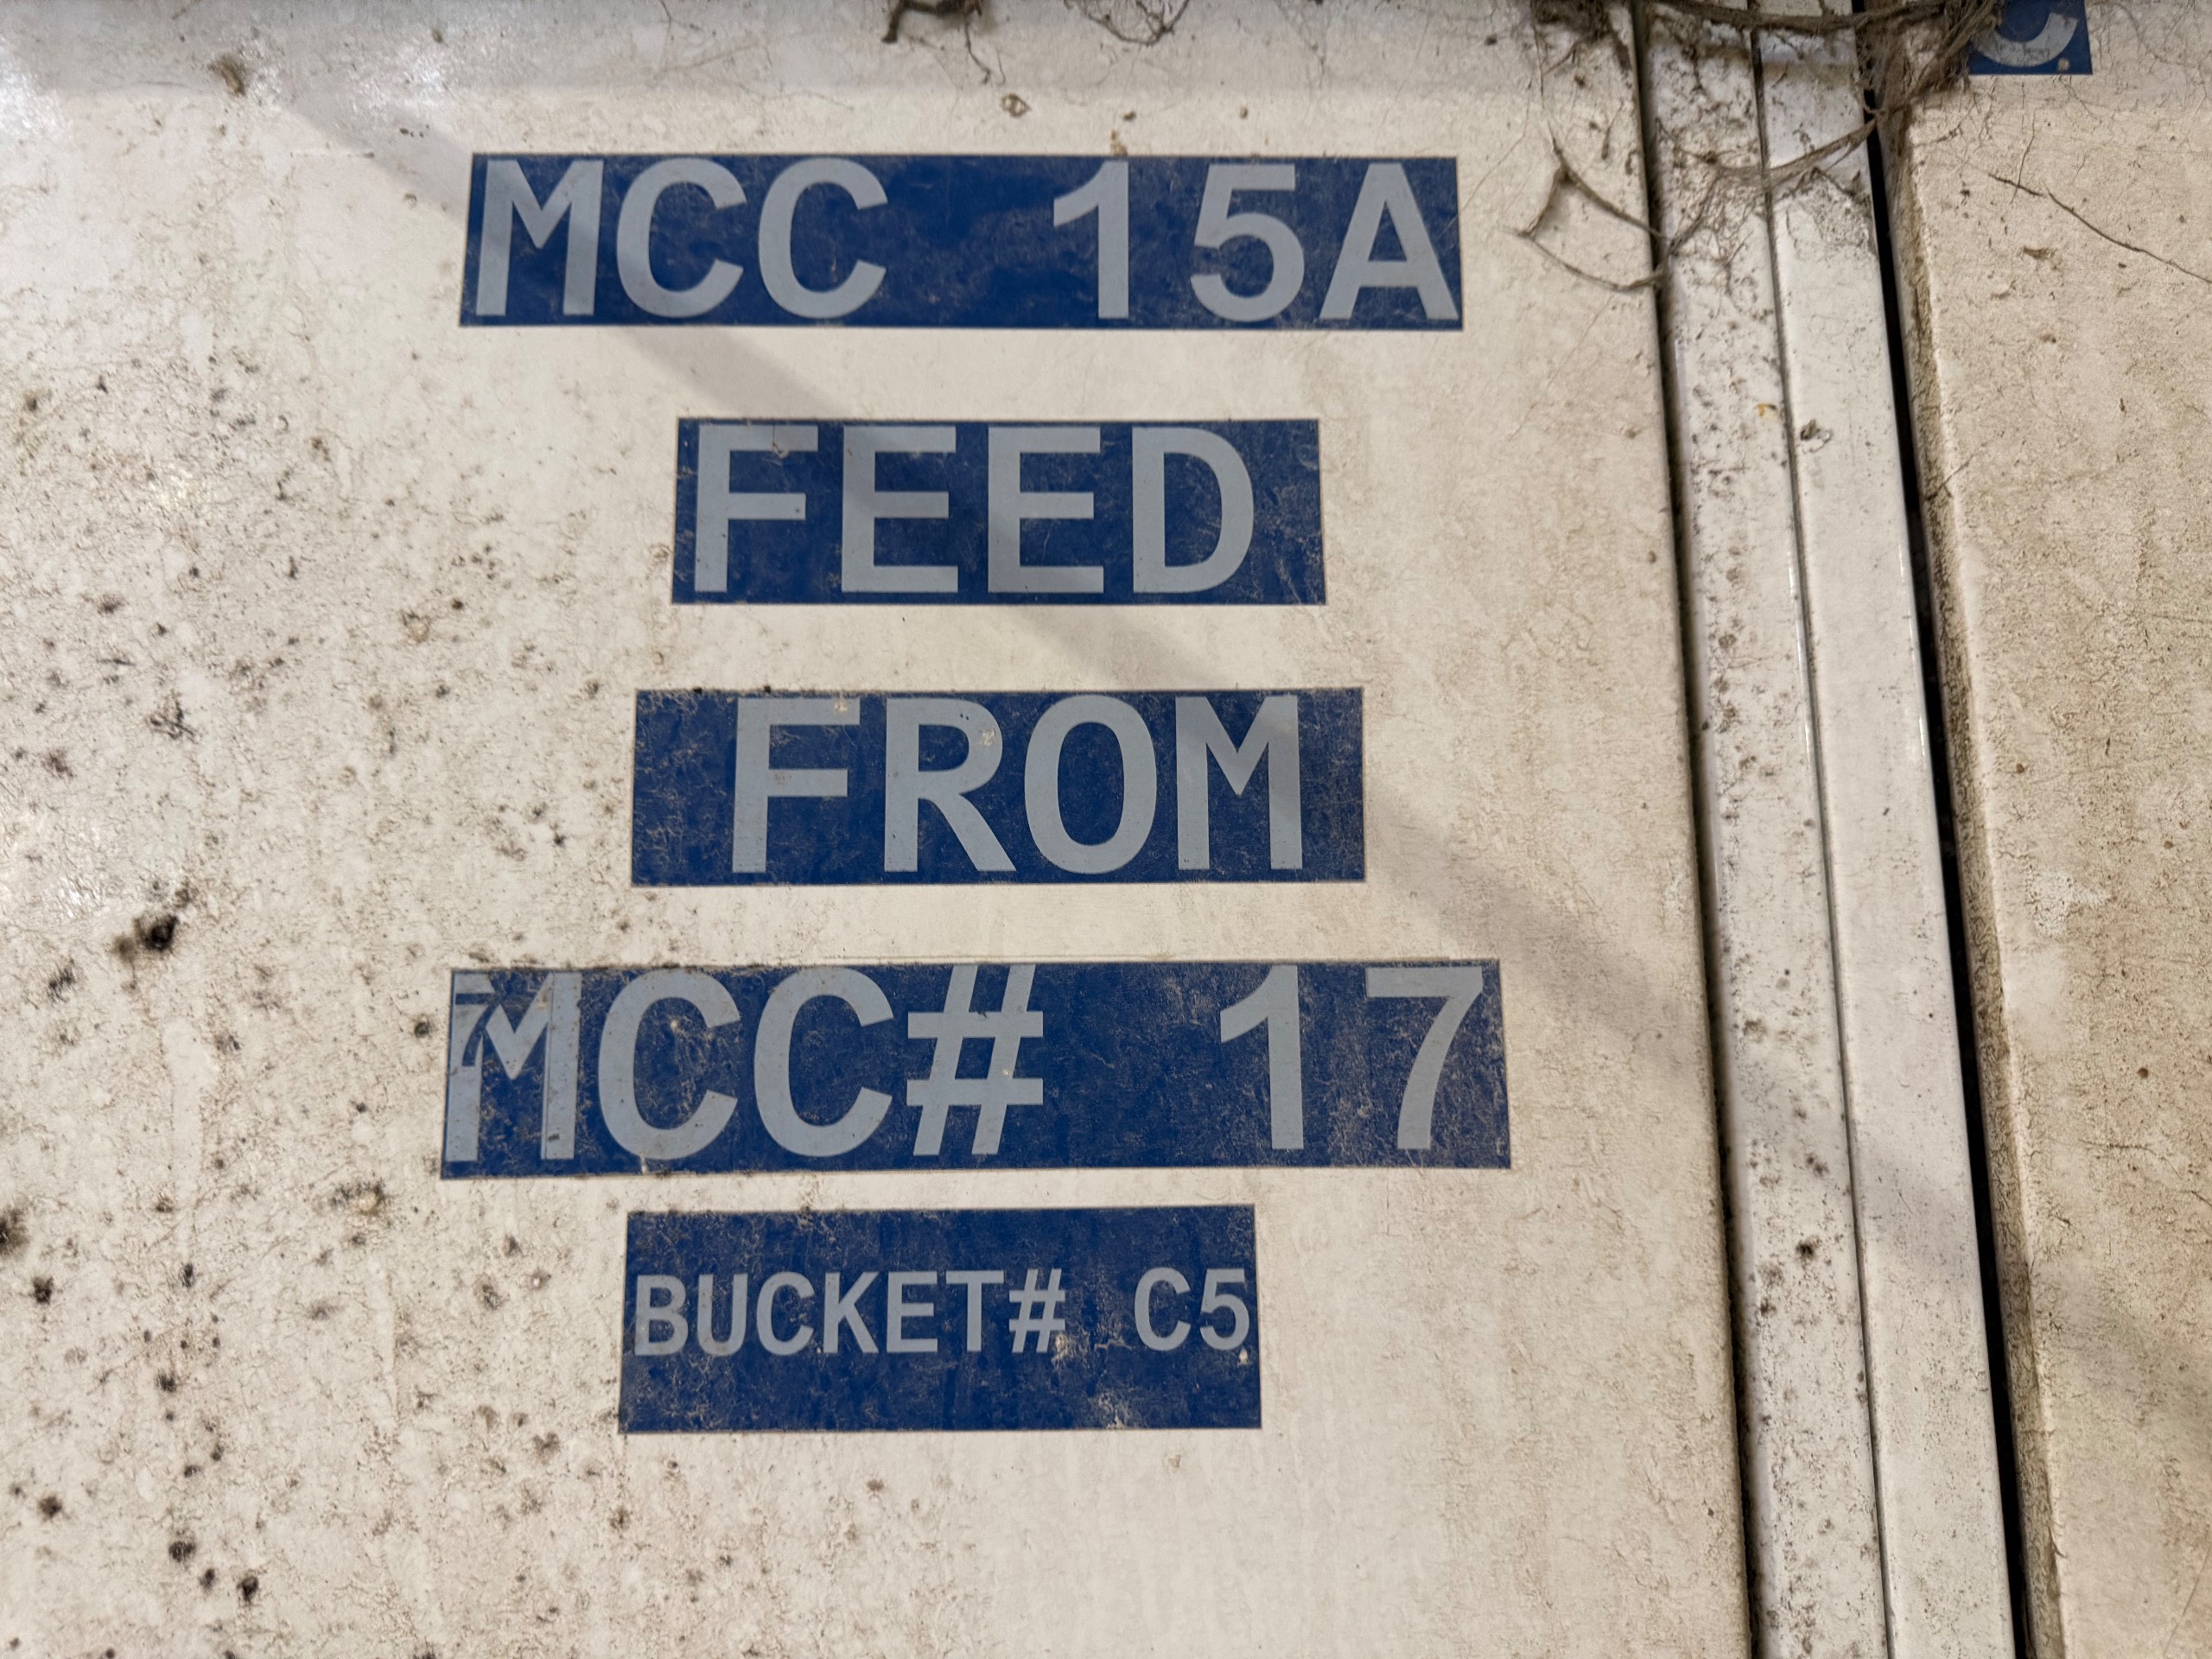 MCC 15A
FEED
FROM
MCC# 17
BUCKET# C5